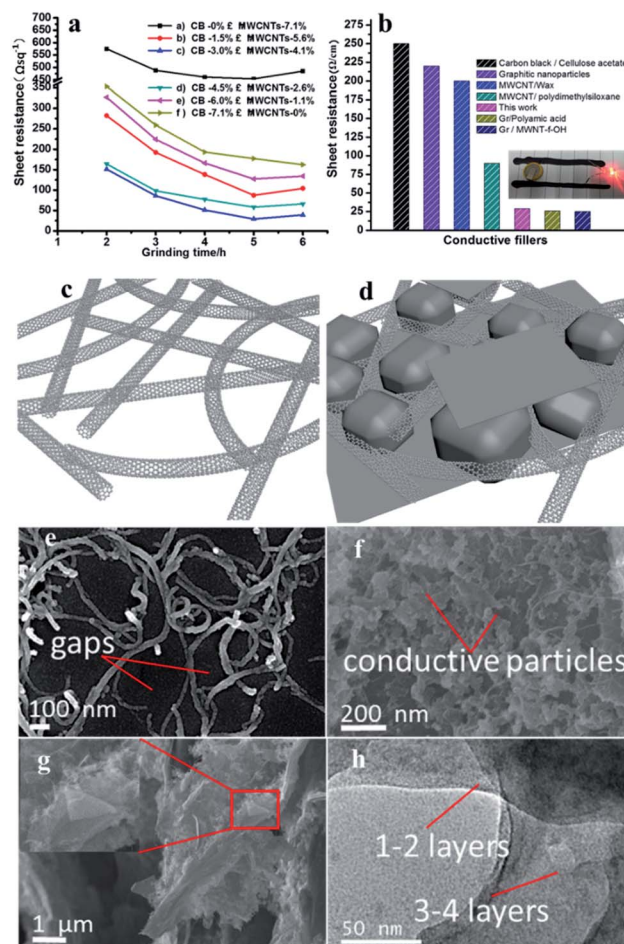 a
Sheet resistance (Ωsq⁻¹)
700
650
600
550
500
450
350
300
250
200
150
100
50
0
a) CB -0% £ MWCNTs-7.1%
b) CB -1.5% £ MWCNTs-5.6%
c) CB -3.0% £ MWCNTs-4.1%
d) CB -4.5% £ MWCNTs-2.6%
e) CB -6.0% £ MWCNTs-1.1%
f) CB -7.1% £ MWCNTs-0%
1 2 3 4 5 6
Grinding time/h
b
Sheet resistance(Ω/cm)
275
250
225
200
175
150
125
100
75
50
25
0
Carbon black / Cellulose acetate
Graphitic nanoparticles
MWCNT/Wax
MWCNT/ polydimethylsiloxane
This work
Gr/Polyamic acid
Gr / MWNT-f-OH
Conductive fillers
c
d
e
gaps
100 nm
f
conductive particles
200 nm
g
1 μm
h
1-2 layers
3-4 layers
50 nm